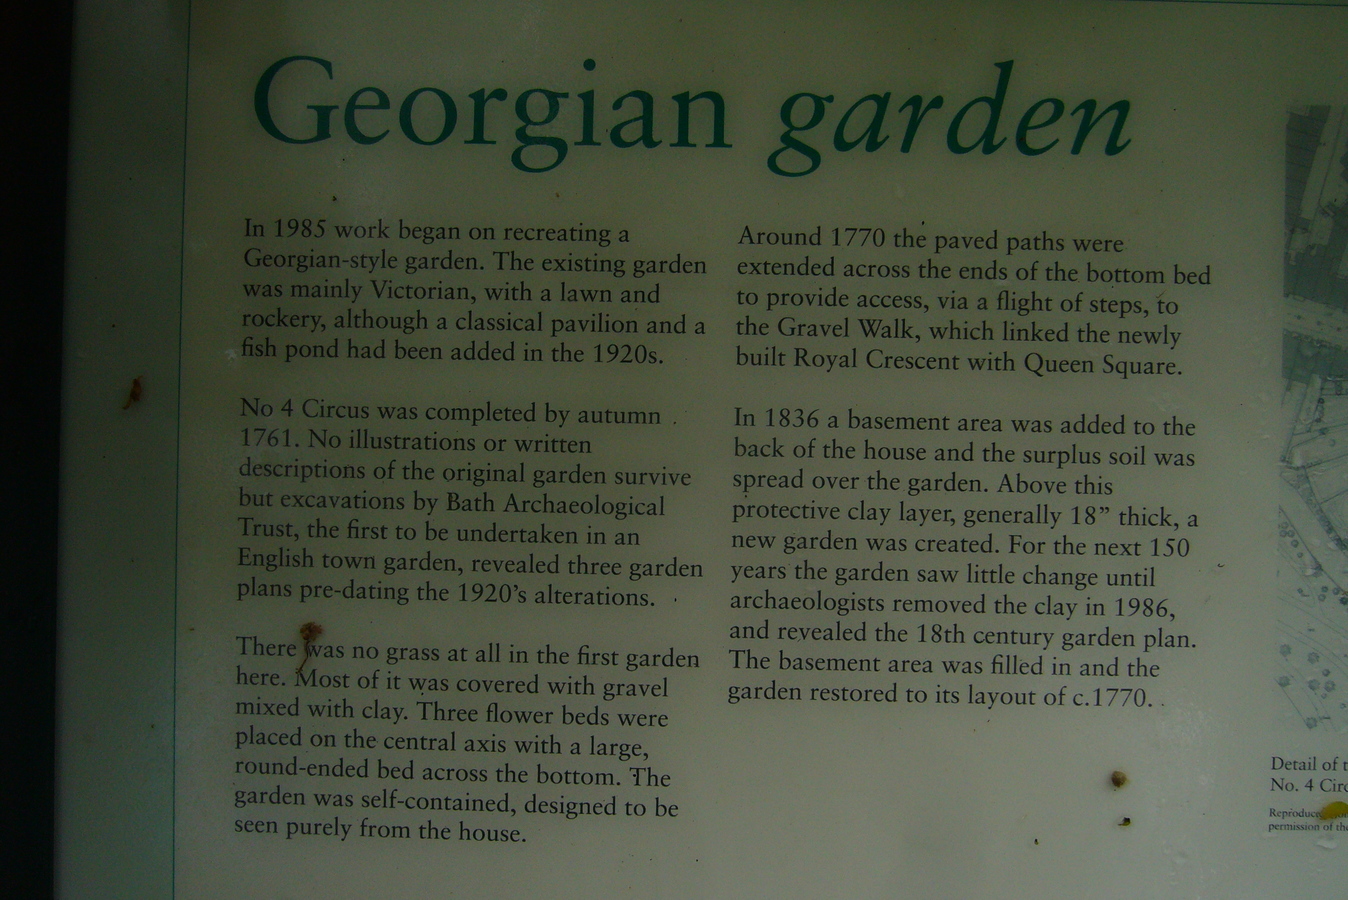 Georgian garden
In 1985 work began on recreating a
Georgian-style garden. The existing garden
was mainly Victorian, with a lawn and
rockery, although a classical pavilion and a
fish pond had been added in the 1920s.
No 4 Circus was completed by autumn
1761. No illustrations or written
descriptions of the original garden survive
but excavations by Bath Archaeological
Trust, the first to be undertaken in an
English town garden, revealed three garden
plans pre-dating the 1920's alterations.
There was no grass at all in the first garden
here. Most of it was covered with gravel
mixed with clay. Three flower beds were
placed on the central axis with a large,
round-ended bed across the bottom. The
garden was self-contained, designed to be
seen purely from the house.
Around 1770 the paved paths were
extended across the ends of the bottom bed
to provide access, via a flight of steps, to
the Gravel Walk, which linked the newly
built Royal Crescent with Queen Square.
In 1836 a basement area was added to the
back of the house and the surplus soil was
spread over the garden. Above this
protective clay layer, generally 18” thick, a
new garden was created. For the next 150
years the garden saw little change until
archaeologists removed the clay in 1986,
and revealed the 18th century garden plan.
The basement area was filled in and the
garden restored to its layout of c.1770.
Detail of
No. 4
permission of